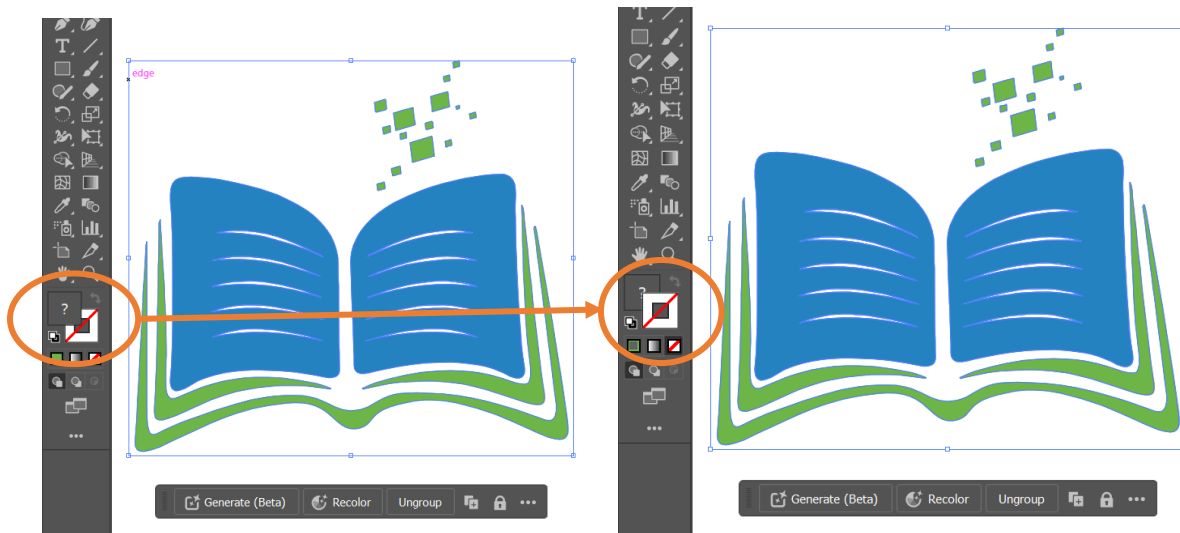 edge
?
Generate (Beta)
Recolor
Ungroup
T
?
Generate (Beta)
Recolor
Ungroup